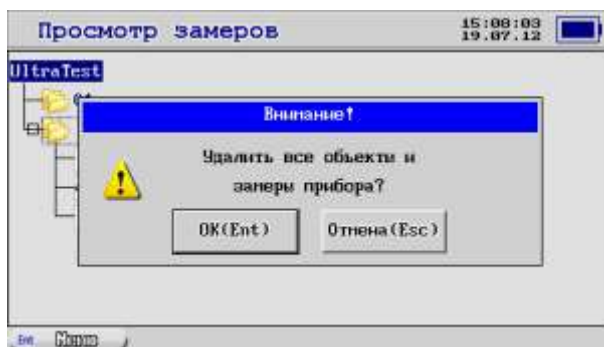 Просмотр замеров
15:08:03
19.07.12
UltraTest
Внимание!
Удалить все объекты и
замеры прибора?
OK(Ent)
Отмена(Esc)
Ent